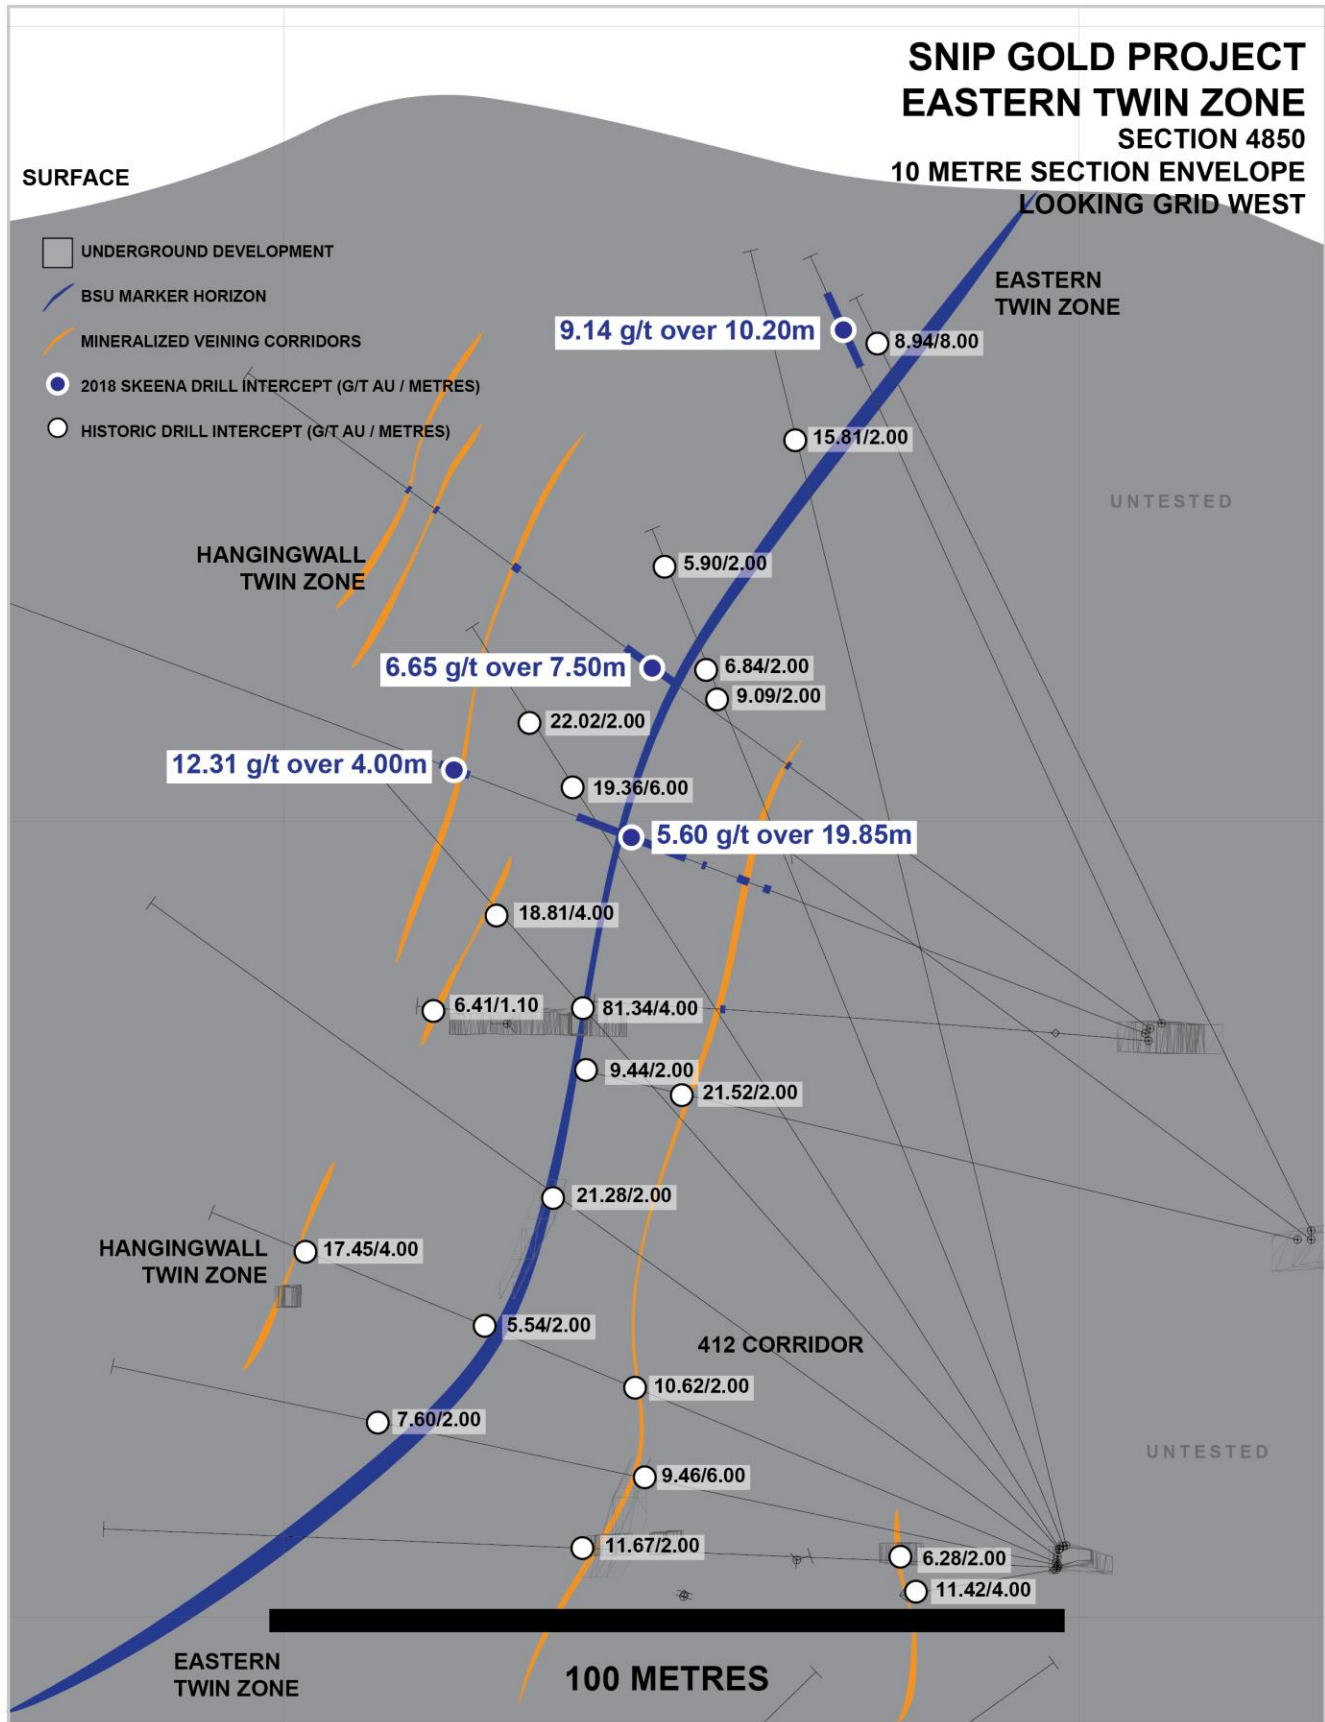 SNIP GOLD PROJECT
EASTERN TWIN ZONE
SECTION 4850
10 METRE SECTION ENVELOPE
LOOKING GRID WEST
SURFACE
UNDERGROUND DEVELOPMENT
BSU MARKER HORIZON
MINERALIZED VEINING CORRIDORS
2018 SKEENA DRILL INTERCEPT (G/T AU / METRES)
HISTORIC DRILL INTERCEPT (G/T AU / METRES)
EASTERN
TWIN ZONE
9.14 g/t over 10.20m
8.94/8.00
15.81/2.00
UNTESTED
HANGINGWALL
TWIN ZONE
5.90/2.00
6.65 g/t over 7.50m
6.84/2.00
9.09/2.00
22.02/2.00
12.31 g/t over 4.00m
19.36/6.00
5.60 g/t over 19.85m
18.81/4.00
6.41/1.10
81.34/4.00
9.44/2.00
21.52/2.00
21.28/2.00
HANGINGWALL
TWIN ZONE
17.45/4.00
5.54/2.00
412 CORRIDOR
10.62/2.00
7.60/2.00
UNTESTED
9.46/6.00
11.67/2.00
6.28/2.00
11.42/4.00
EASTERN
TWIN ZONE
100 METRES